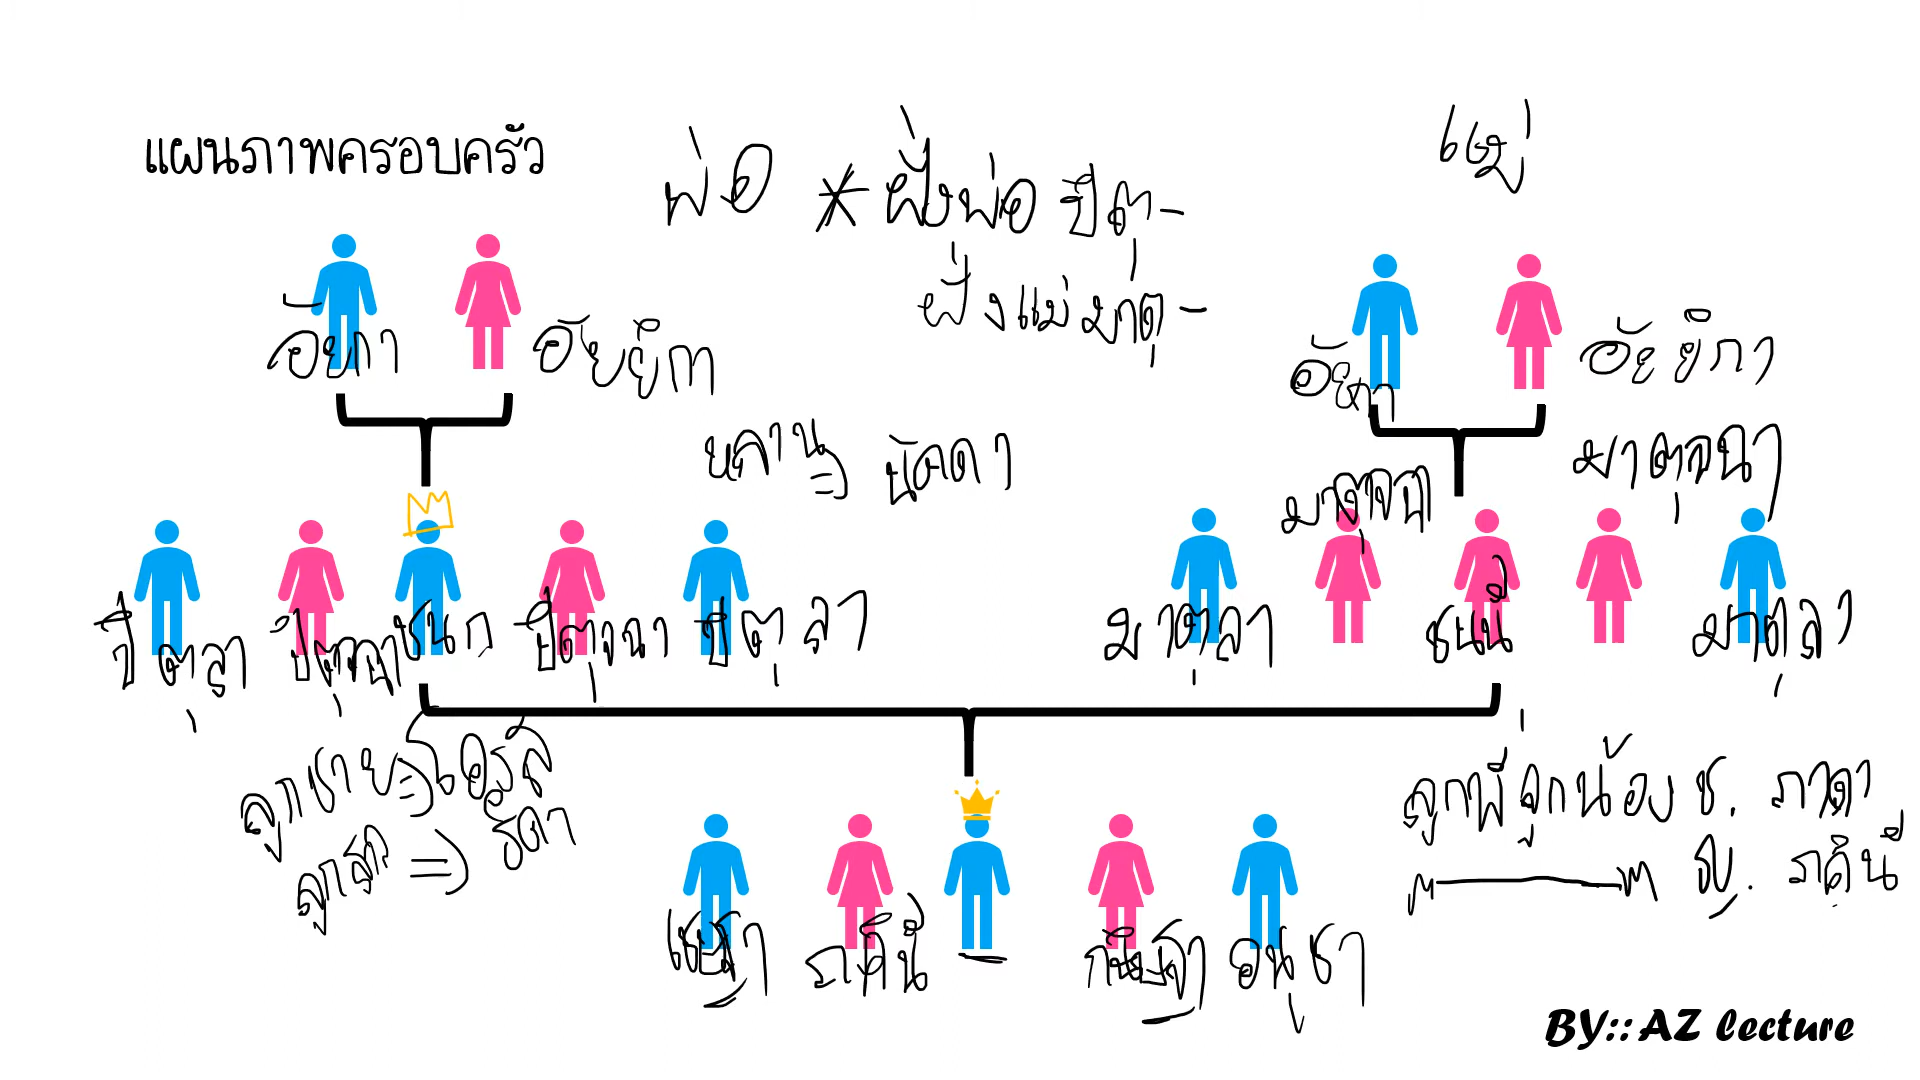 แผนภาพครอบครัว
พ่อ * ฝั่งพ่อ ปิตุ-
ฝั่งแม่ มาตุ-
แม่
อัยกา อัยยิกา
อัยกา อัยยิกา
หลาน => นัดดา
มาตุจฉา มาตุจฉา
ปิตุลา ปิตุจฉา ชนก ปิตุจฉา ปิตุลา
มาตุลา ชนนี มาตุลา
ลูกชาย => โอรส
ลูกสาว => ธิดา
ลูกพี่ลูกน้อง ช. ภาดา
"————" ญ. ภคินี
เชษฐา ภคินี กนิษฐา อนุชา
BY:: AZ lecture